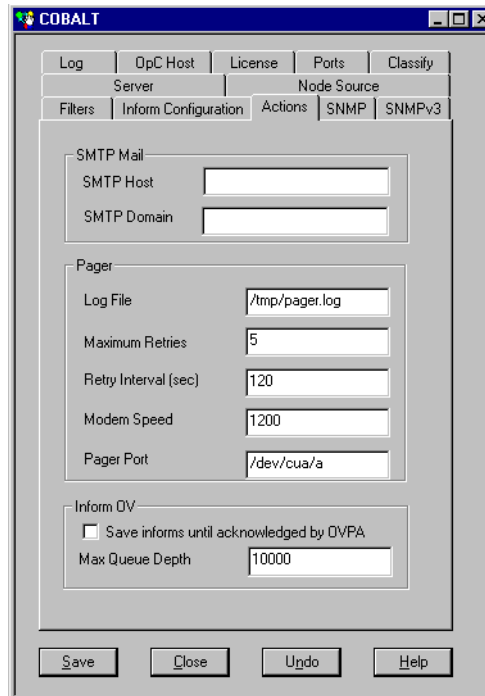 COBALT
Log OpC Host License Ports Classify
Server Node Source
Filters Inform Configuration Actions SNMP SNMPv3
SMTP Mail
SMTP Host
SMTP Domain
Pager
Log File /tmp/pager.log
Maximum Retries 5
Retry Interval (sec) 120
Modem Speed 1200
Pager Port /dev/cua/a
Inform OV
Save informs until acknowledged by OVPA
Max Queue Depth 10000
Save Close Undo Help